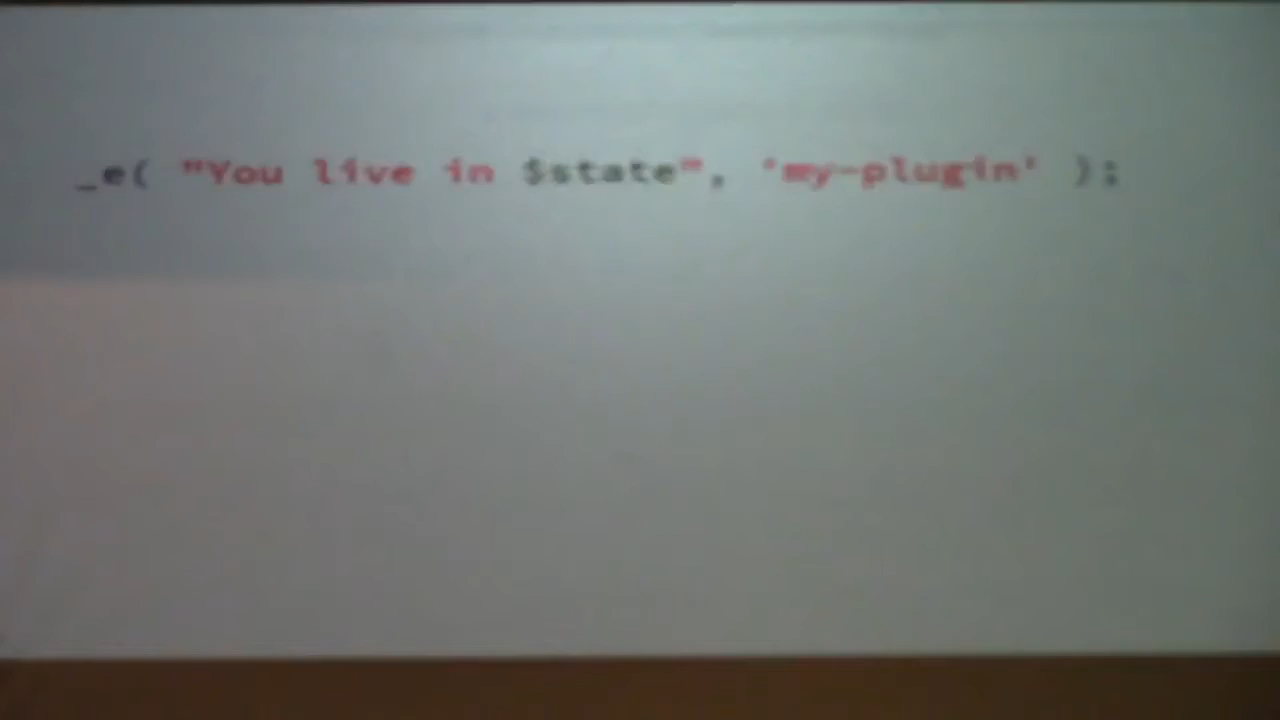 _e( "You live in $state", 'my-plugin' );